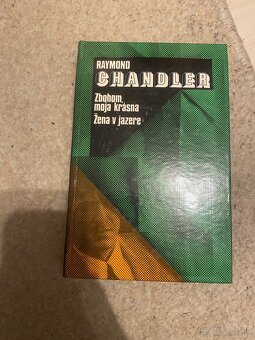 RAYMOND
CHANDLER
Zbohom,
moja krásna
Žena v jazere